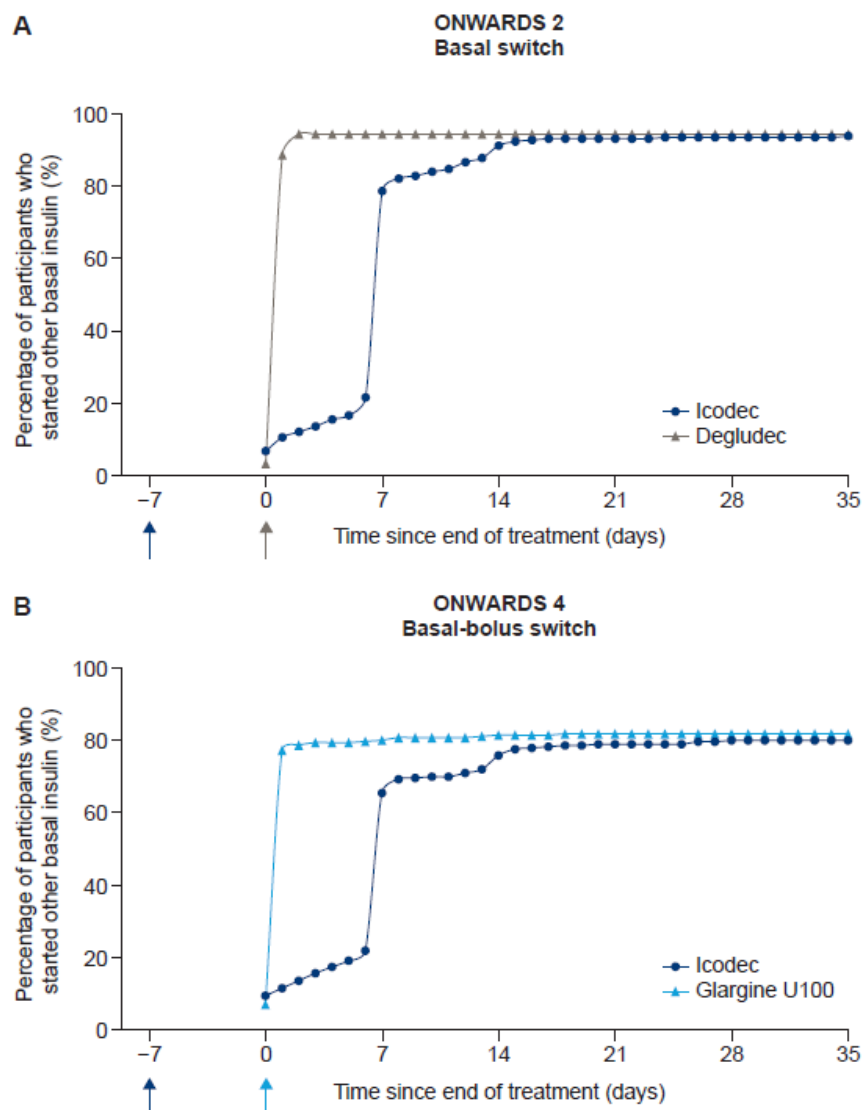 A
ONWARDS 2
Basal switch
Percentage of participants who
started other basal insulin (%)
100
80
60
40
20
0
Icodec
Degludec
−7 0 7 14 21 28 35
Time since end of treatment (days)
B
ONWARDS 4
Basal-bolus switch
Percentage of participants who
started other basal insulin (%)
100
80
60
40
20
0
Icodec
Glargine U100
−7 0 7 14 21 28 35
Time since end of treatment (days)